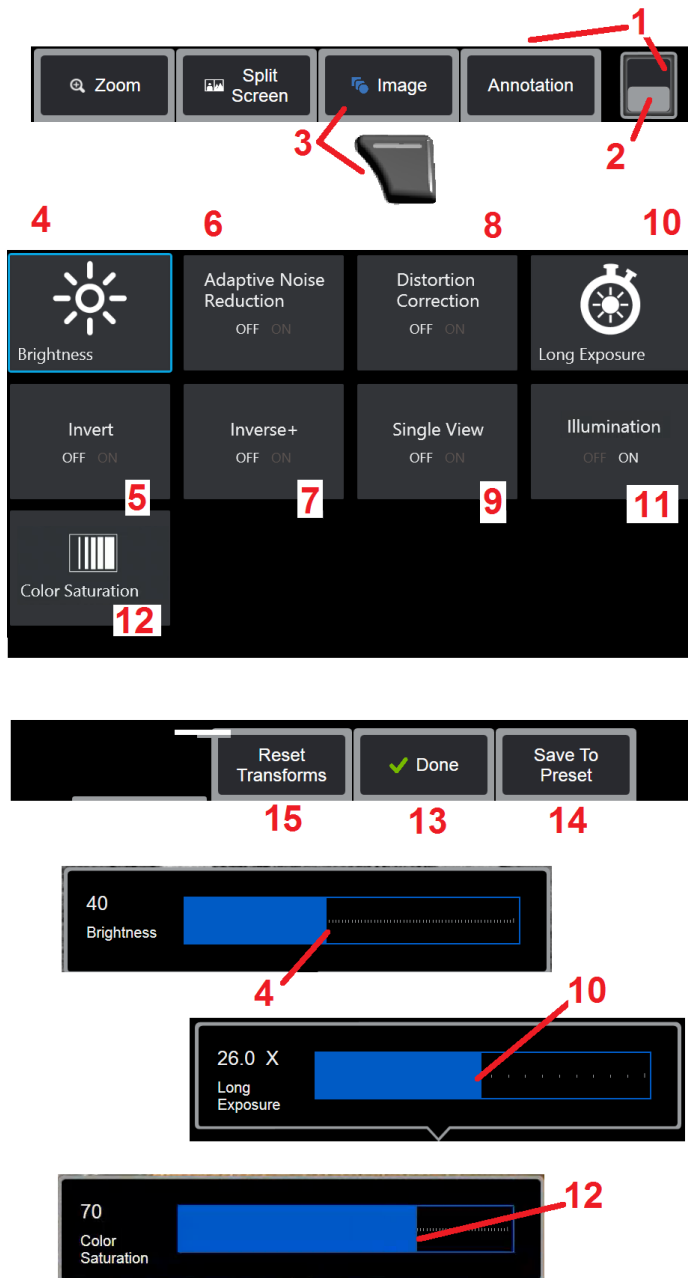 1
Zoom
Split
Screen
Image
Annotation
3
2
4
6
8
10
Brightness
Adaptive Noise
Reduction
OFF ON
Distortion
Correction
OFF ON
Long Exposure
Invert
OFF ON
5
Inverse+
OFF ON
7
Single View
OFF ON
9
Illumination
OFF ON
11
Color Saturation
12
Reset
Transforms
Done
Save To
Preset
15
13
14
40
Brightness
4
10
26.0 X
Long
Exposure
12
70
Color
Saturation